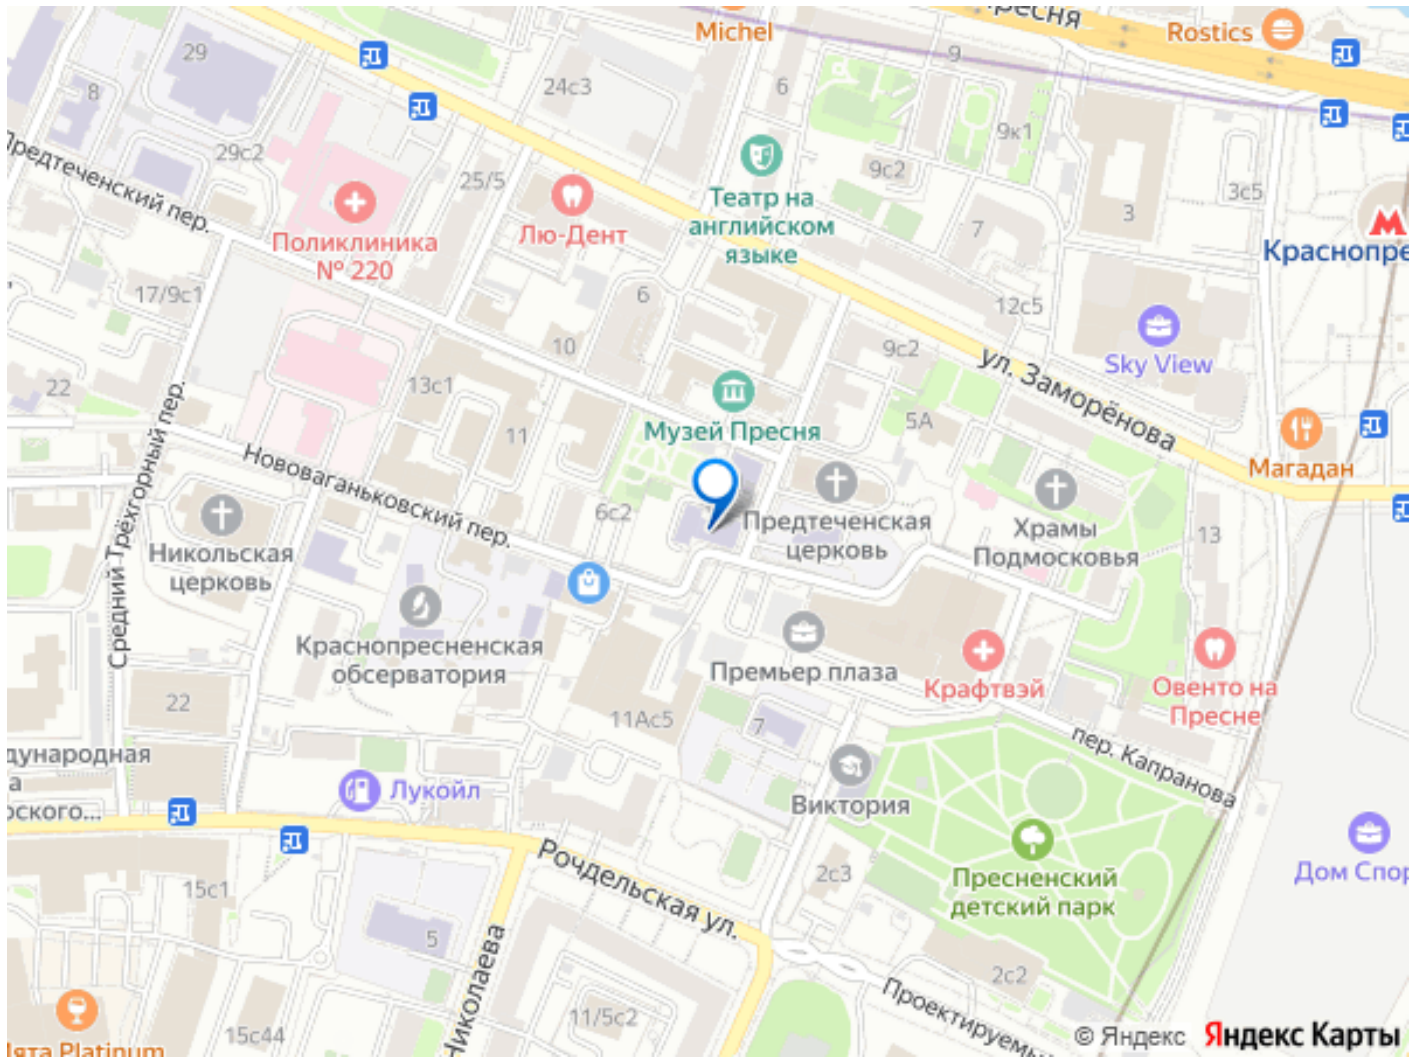 Michel
Rostics
29
8
24с3
6
9
9к1
29с2
25/5
9с2
Театр на
английском
языке
3с5
3
7
Предтеченский пер.
Поликлиника
№ 220
Лю-Дент
17/9с1
6
12с5
10
9с2
Sky View
ул. Заморёнова
22
13с1
11
Музей Пресня
5А
Магадан
Средний Трёхгорный пер.
Нововаганьковский пер.
6с2
Предтеченская
церковь
Храмы
Подмосковья
13
Никольская
церковь
Краснопресненская
обсерватория
Премьер плаза
Крафтвэй
Овенто на
Пресне
22
11Ас5
7
пер. Капранова
Лукойл
Виктория
Рочдельская ул.
2с3
Пресненский
детский парк
15с1
5
Николаева
2с2
11/5с2
15с44
Platinum
© Яндекс
Яндекс Карты